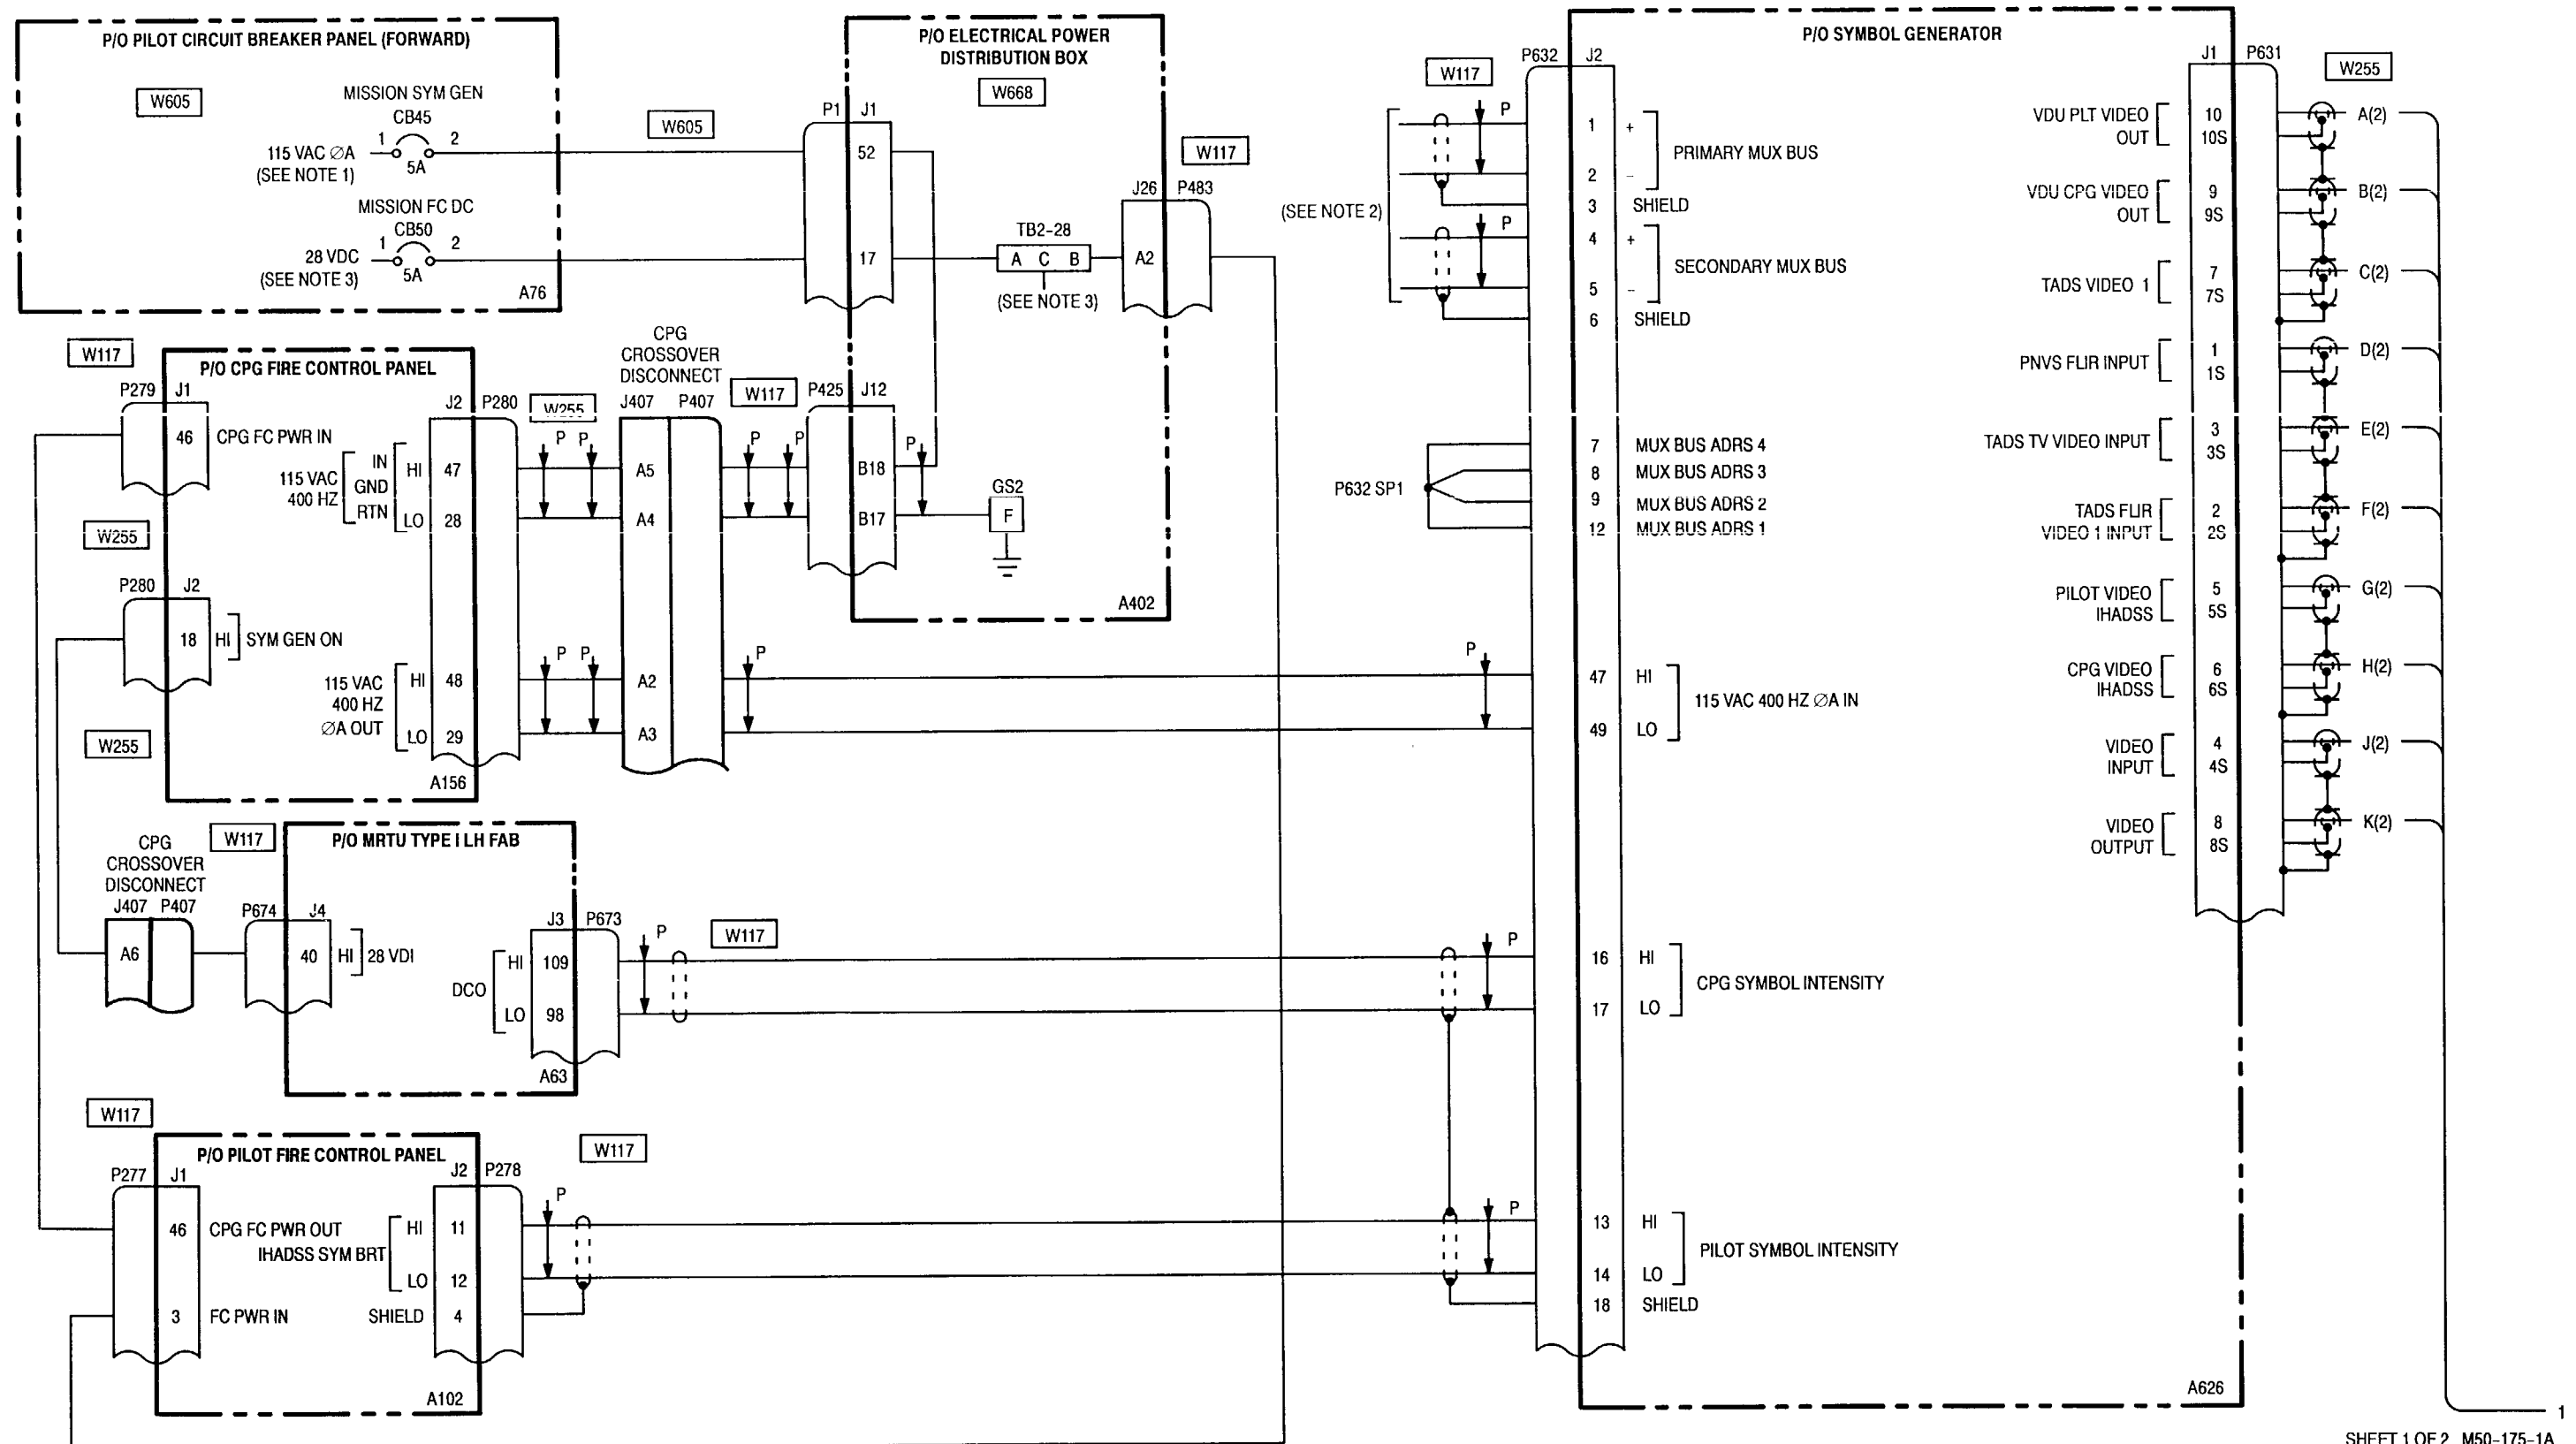 P/O PILOT CIRCUIT BREAKER PANEL (FORWARD)
W605
MISSION SYM GEN
CB45
1 2
115 VAC ØA
5A
(SEE NOTE 1)
MISSION FC DC
CB50
1 2
28 VDC
5A
(SEE NOTE 3)
A76
W605
P/O ELECTRICAL POWER
DISTRIBUTION BOX
W668
P1 J1
52
17
TB2-28
A C B
(SEE NOTE 3)
W117
J26 P483
A2
W117
P425 J12
P
B18
B17
GS2
F
A402
W117
P/O CPG FIRE CONTROL PANEL
P279 J1
46 CPG FC PWR IN
J2 P280
IN
115 VAC GND
400 HZ RTN
HI 47
LO 28
W255
P280 J2
18 HI SYM GEN ON
115 VAC
400 HZ
ØA OUT
HI 48
LO 29
W255
A156
W255
P P
P P
CPG
CROSSOVER
DISCONNECT
J407 P407
A5
A4
A2
A3
P P
P
P
CPG
CROSSOVER
DISCONNECT
J407 P407
A6
W117
P/O MRTU TYPE I LH FAB
P674 J4
40 HI 28 VDI
J3 P673
DCO
HI 109
LO 98
A63
P
W117
P
W117
P/O PILOT FIRE CONTROL PANEL
P277 J1
46 CPG FC PWR OUT
3 FC PWR IN
J2 P278
IHADSS SYM BRT
HI 11
LO 12
SHIELD 4
A102
W117
P
P
P/O SYMBOL GENERATOR
W117
P632 J2
(SEE NOTE 2)
P
1 +
PRIMARY MUX BUS
2 -
3 SHIELD
P
4 +
SECONDARY MUX BUS
5 -
6 SHIELD
P632 SP1
7 MUX BUS ADRS 4
8 MUX BUS ADRS 3
9 MUX BUS ADRS 2
12 MUX BUS ADRS 1
47 HI
115 VAC 400 HZ ØA IN
49 LO
16 HI
CPG SYMBOL INTENSITY
17 LO
13 HI
PILOT SYMBOL INTENSITY
14 LO
18 SHIELD
J1 P631
W255
VDU PLT VIDEO 10 A(2)
OUT 10S
VDU CPG VIDEO 9 B(2)
OUT 9S
TADS VIDEO 1 7 C(2)
7S
PNVS FLIR INPUT 1 D(2)
1S
TADS TV VIDEO INPUT 3 E(2)
3S
TADS FLIR 2 F(2)
VIDEO 1 INPUT 2S
PILOT VIDEO 5 G(2)
IHADSS 5S
CPG VIDEO 6 H(2)
IHADSS 6S
VIDEO 4 J(2)
INPUT 4S
VIDEO 8 K(2)
OUTPUT 8S
A626
1
SHEET 1 OF 2 M50-175-1A